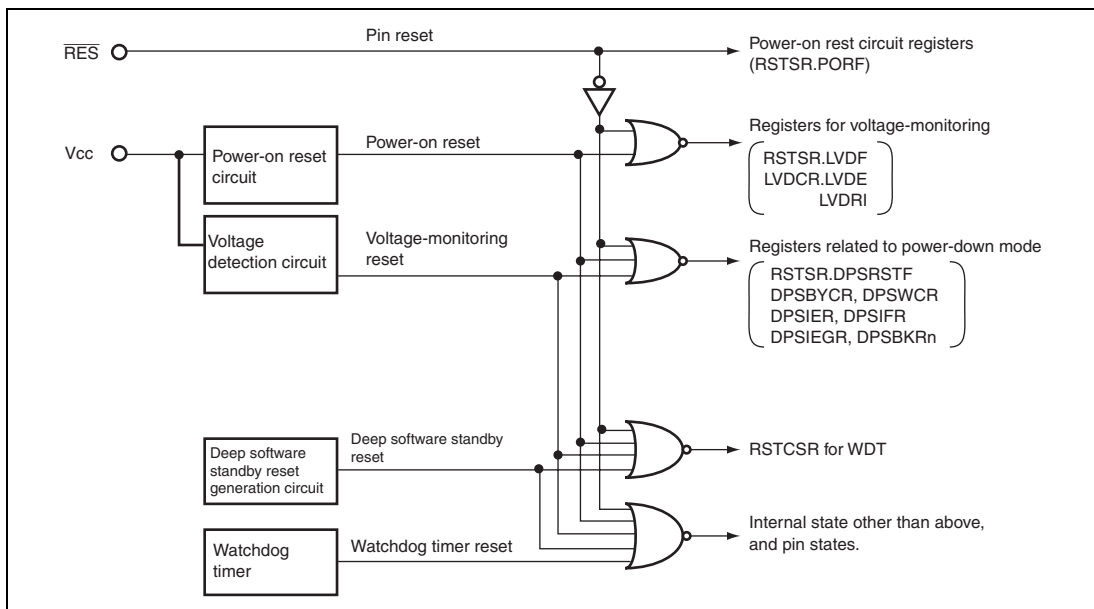 RES
Pin reset
Power-on rest circuit registers
(RSTSR.PORF)
Vcc
Power-on reset
circuit
Power-on reset
Registers for voltage-monitoring
RSTSR.LVDF
LVDCR.LVDE
LVDRI
Voltage
detection circuit
Voltage-monitoring
reset
Registers related to power-down mode
RSTSR.DPSRSTF
DPSBYCR, DPSWCR
DPSIER, DPSIFR
DPSIEGR, DPSBKRn
Deep software
standby reset
generation circuit
Deep software standby
reset
RSTCSR for WDT
Watchdog
timer
Watchdog timer reset
Internal state other than above,
and pin states.